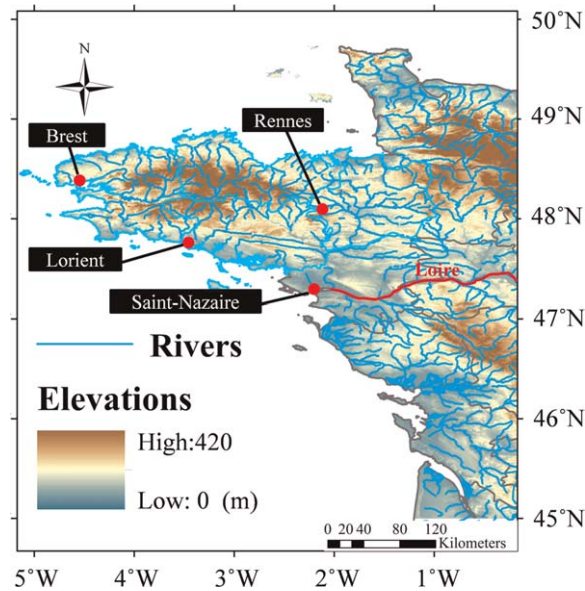 50°N
N
49°N
Rennes
Brest
48°N
Lorient
Loire
Saint-Nazaire
47°N
Rivers
Elevations
46°N
High:420
Low: 0 (m)
45°N
0 20 40 80 120
Kilometers
5°W 4°W 3°W 2°W 1°W